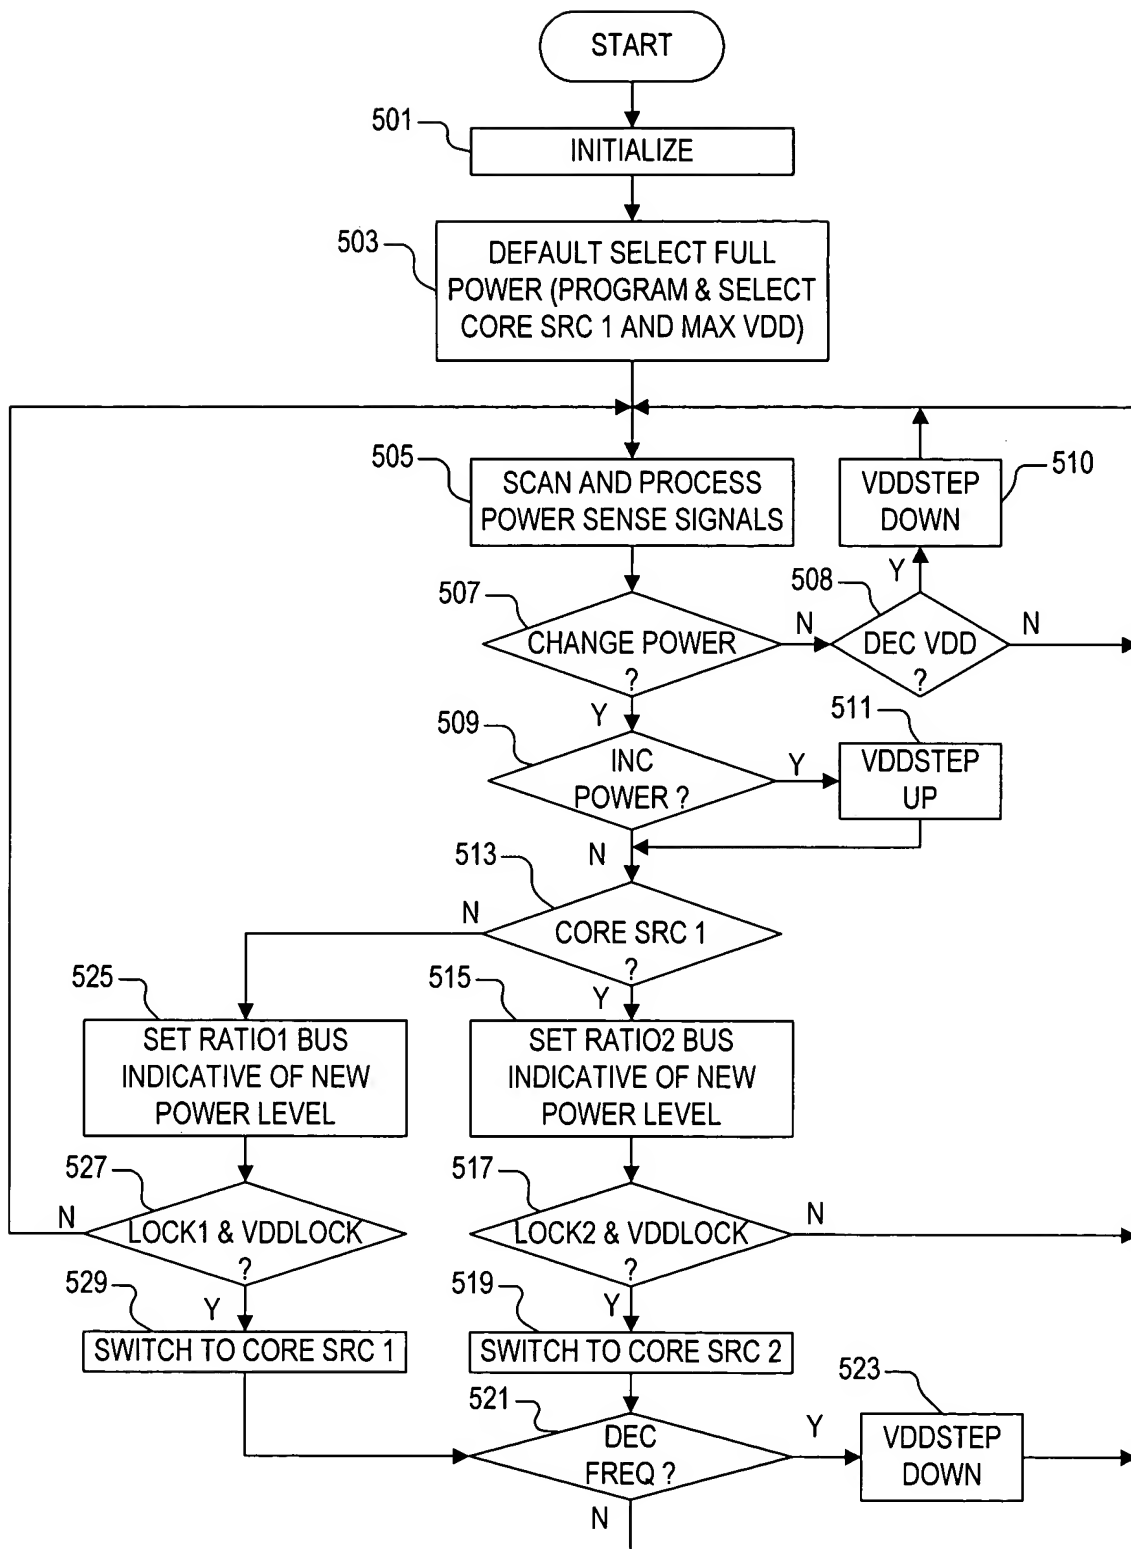 START
501
INITIALIZE
503
DEFAULT SELECT FULL
POWER (PROGRAM & SELECT
CORE SRC 1 AND MAX VDD)
505
SCAN AND PROCESS
POWER SENSE SIGNALS
VDDSTEP
DOWN
510
Y
508
507
CHANGE POWER
?
N
DEC VDD
?
N
Y
509
INC
POWER ?
Y
511
VDDSTEP
UP
N
513
CORE SRC 1
?
N
Y
525
SET RATIO1 BUS
INDICATIVE OF NEW
POWER LEVEL
515
SET RATIO2 BUS
INDICATIVE OF NEW
POWER LEVEL
527
N
LOCK1 & VDDLOCK
?
517
LOCK2 & VDDLOCK
?
N
529
Y
SWITCH TO CORE SRC 1
519
Y
SWITCH TO CORE SRC 2
521
DEC
FREQ ?
Y
523
VDDSTEP
DOWN
N